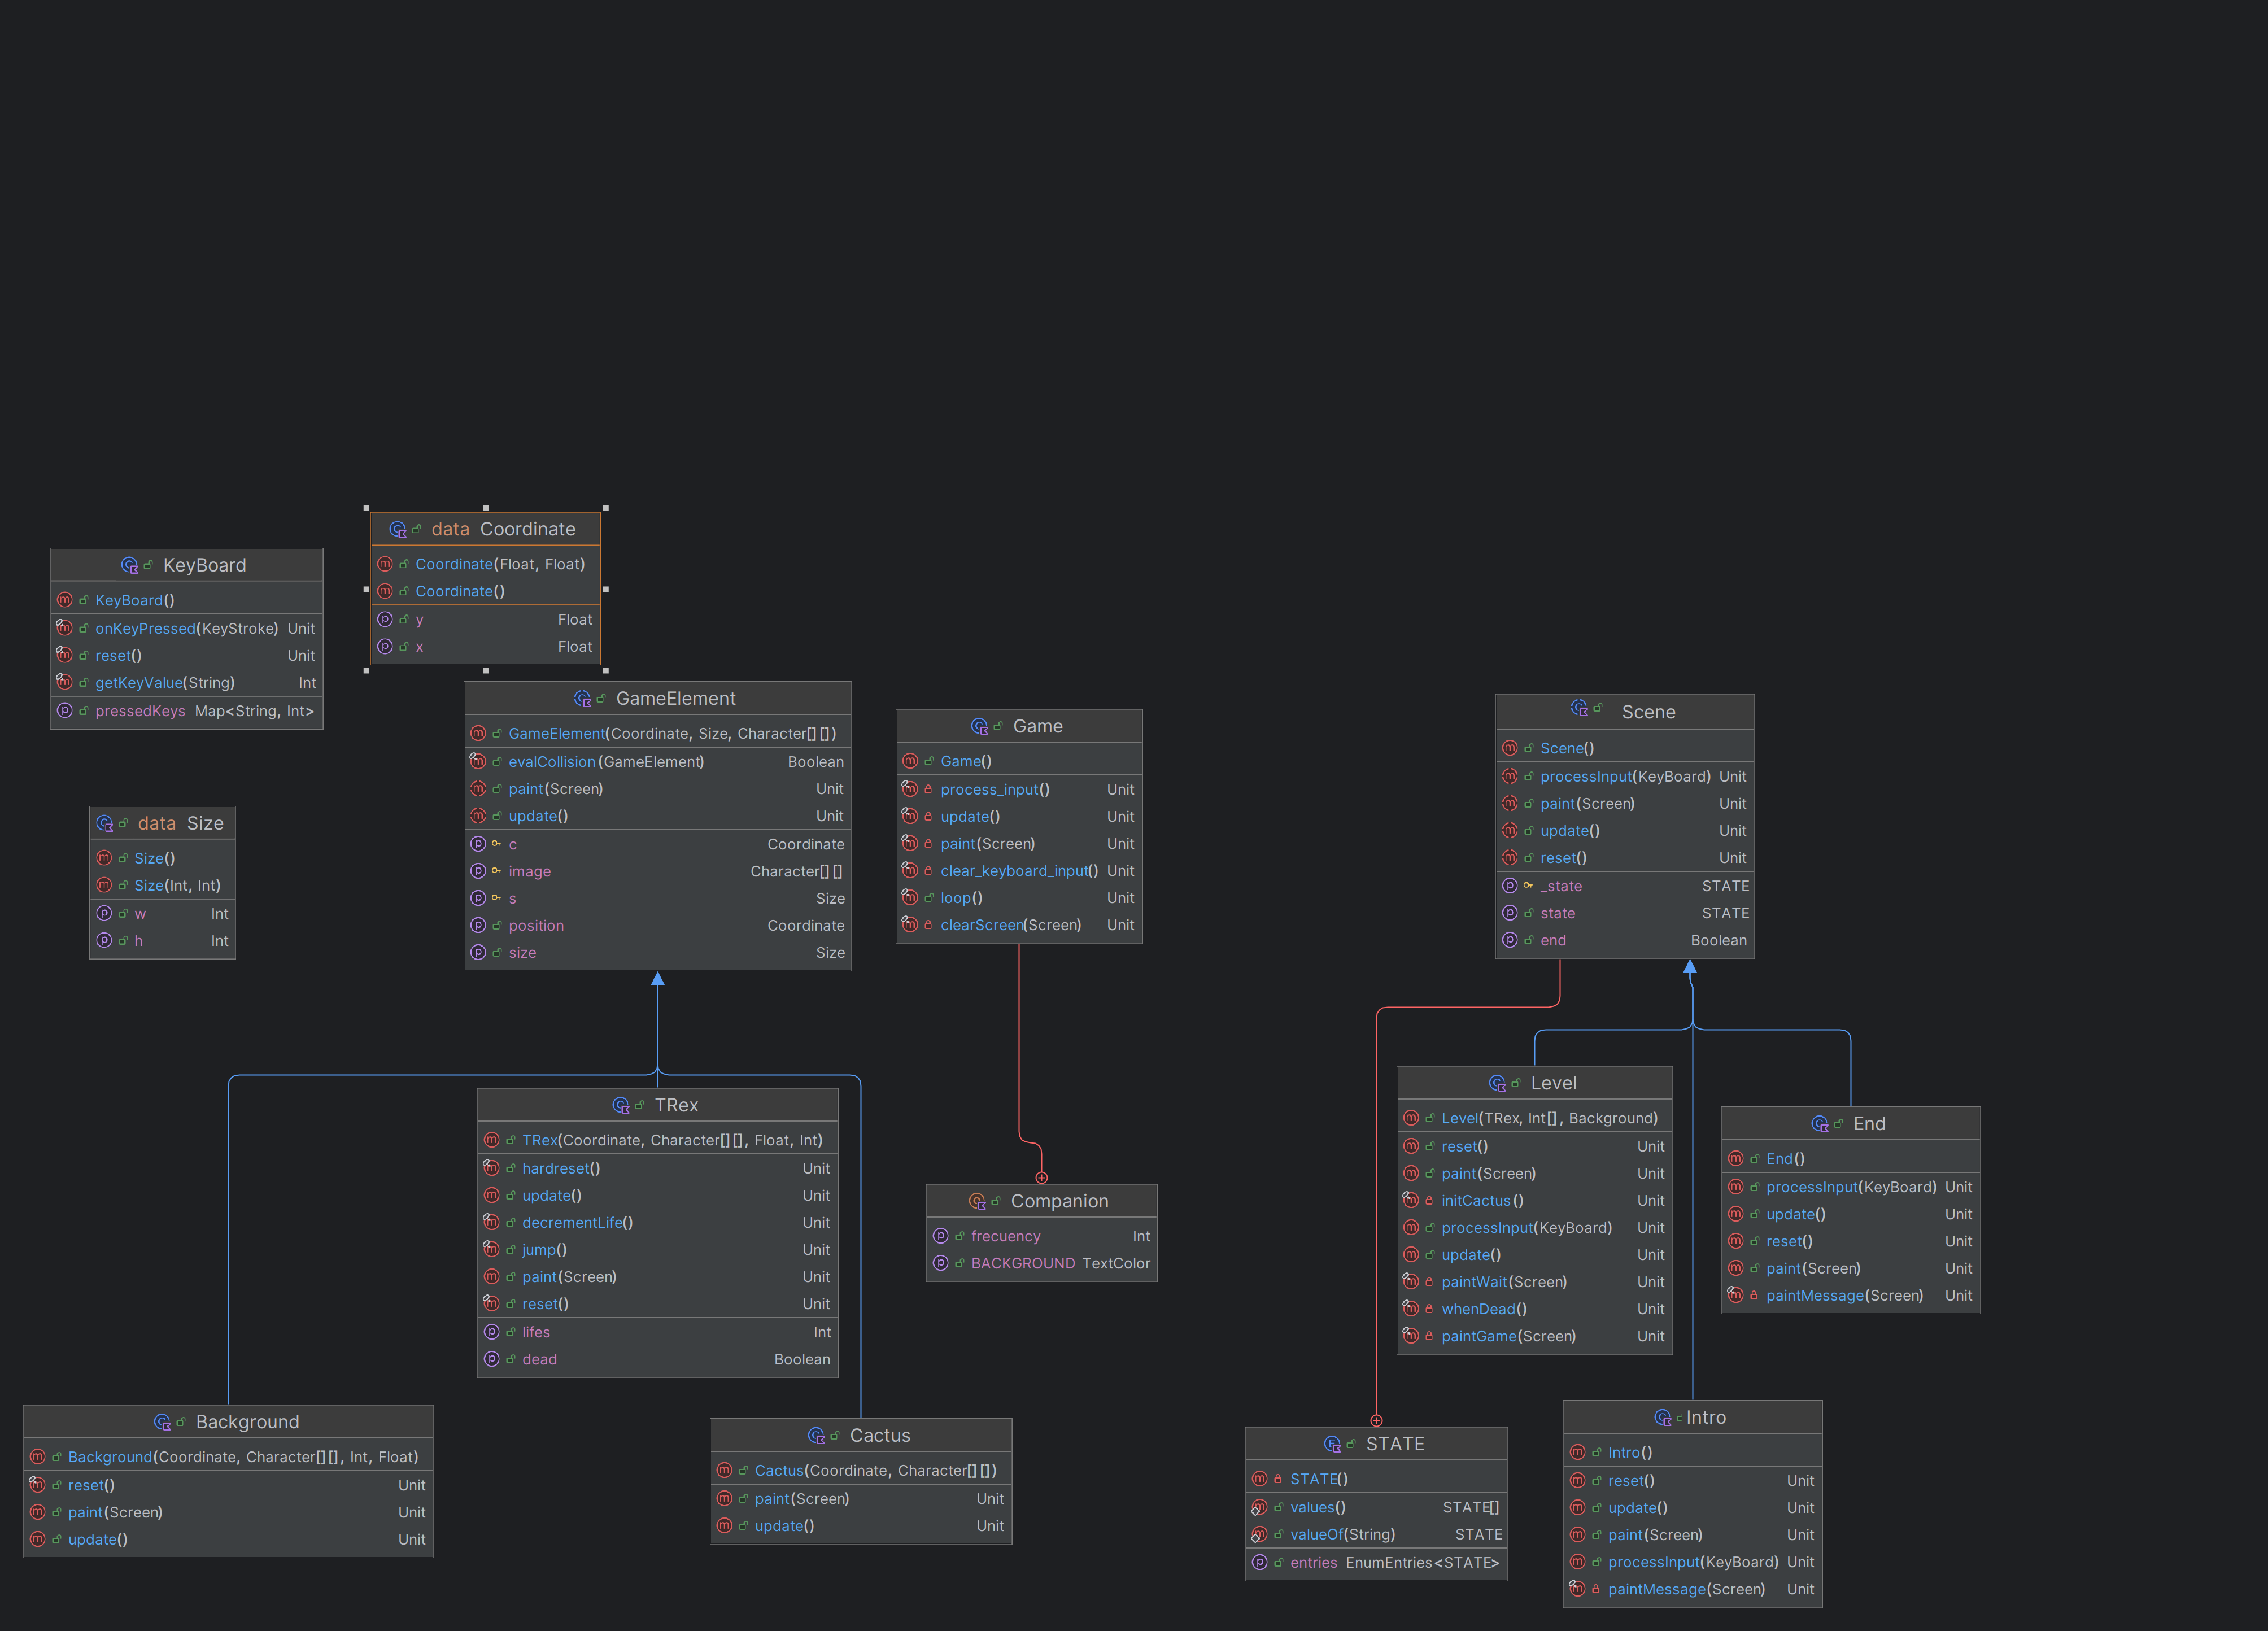 data Coordinate
Coordinate(Float, Float)
Coordinate()
y Float
x Float
KeyBoard
KeyBoard()
onKeyPressed(KeyStroke) Unit
reset() Unit
getKeyValue(String) Int
pressedKeys Map<String, Int>
data Size
Size()
Size(Int, Int)
w Int
h Int
GameElement
GameElement(Coordinate, Size, Character[][])
evalCollision(GameElement) Boolean
paint(Screen) Unit
update() Unit
c Coordinate
image Character[][]
s Size
position Coordinate
size Size
Game
Game()
process_input() Unit
update() Unit
paint(Screen) Unit
clear_keyboard_input() Unit
loop() Unit
clearScreen(Screen) Unit
Scene
Scene()
processInput(KeyBoard) Unit
paint(Screen) Unit
update() Unit
reset() Unit
_state STATE
state STATE
end Boolean
TRex
TRex(Coordinate, Character[][], Float, Int)
hardreset() Unit
update() Unit
decrementLife() Unit
jump() Unit
paint(Screen) Unit
reset() Unit
lifes Int
dead Boolean
Companion
frecuency Int
BACKGROUND TextColor
Level
Level(TRex, Int[], Background)
reset() Unit
paint(Screen) Unit
initCactus() Unit
processInput(KeyBoard) Unit
update() Unit
paintWait(Screen) Unit
whenDead() Unit
paintGame(Screen) Unit
End
End()
processInput(KeyBoard) Unit
update() Unit
reset() Unit
paint(Screen) Unit
paintMessage(Screen) Unit
Background
Background(Coordinate, Character[][], Int, Float)
reset() Unit
paint(Screen) Unit
update() Unit
Cactus
Cactus(Coordinate, Character[][])
paint(Screen) Unit
update() Unit
STATE
STATE()
values() STATE[]
valueOf(String) STATE
entries EnumEntries<STATE>
Intro
Intro()
reset() Unit
update() Unit
paint(Screen) Unit
processInput(KeyBoard) Unit
paintMessage(Screen) Unit